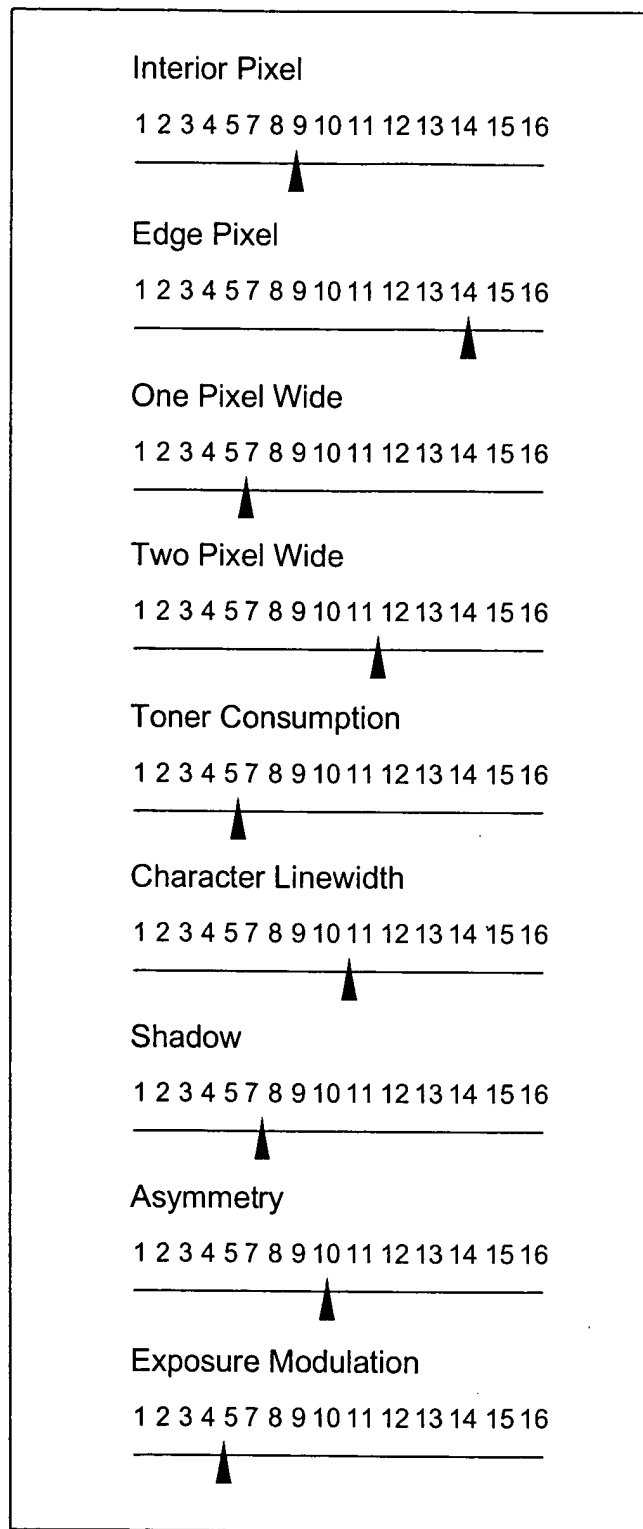 Interior Pixel
1 2 3 4 5 7 8 9 10 11 12 13 14 15 16
Edge Pixel
1 2 3 4 5 7 8 9 10 11 12 13 14 15 16
One Pixel Wide
1 2 3 4 5 7 8 9 10 11 12 13 14 15 16
Two Pixel Wide
1 2 3 4 5 7 8 9 10 11 12 13 14 15 16
Toner Consumption
1 2 3 4 5 7 8 9 10 11 12 13 14 15 16
Character Linewidth
1 2 3 4 5 7 8 9 10 11 12 13 14 15 16
Shadow
1 2 3 4 5 7 8 9 10 11 12 13 14 15 16
Asymmetry
1 2 3 4 5 7 8 9 10 11 12 13 14 15 16
Exposure Modulation
1 2 3 4 5 7 8 9 10 11 12 13 14 15 16